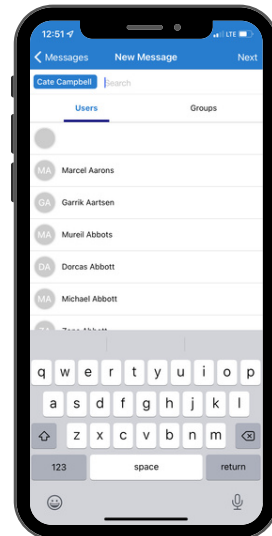 12:51 LTE
Messages New Message Next
Cate Campbell Search
Users Groups
MA Marcel Aarons
GA Garrik Aartsen
MA Mureil Abbots
DA Dorcas Abbott
MA Michael Abbott
q w e r t y u i o p
a s d f g h j k l
z x c v b n m
123 space return